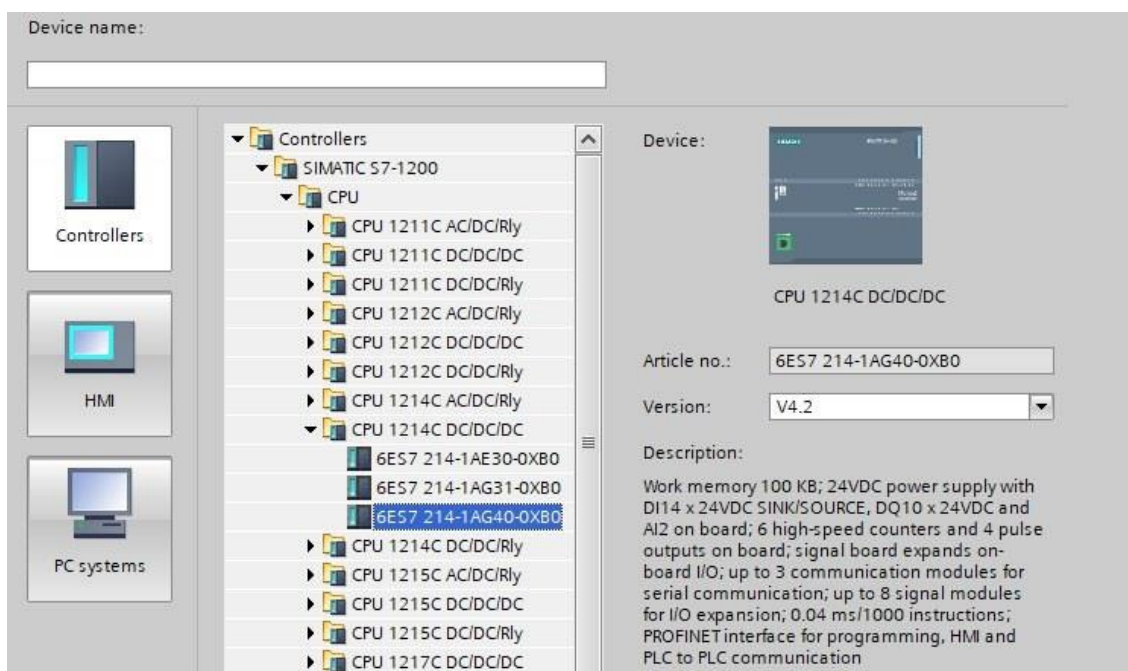 Device name:
Controllers
HMI
PC systems
Controllers
SIMATIC S7-1200
CPU
CPU 1211C AC/DC/Rly
CPU 1211C DC/DC/DC
CPU 1211C DC/DC/Rly
CPU 1212C AC/DC/Rly
CPU 1212C DC/DC/DC
CPU 1212C DC/DC/Rly
CPU 1214C AC/DC/Rly
CPU 1214C DC/DC/DC
6ES7 214-1AE30-0XB0
6ES7 214-1AG31-0XB0
6ES7 214-1AG40-0XB0
CPU 1214C DC/DC/Rly
CPU 1215C AC/DC/Rly
CPU 1215C DC/DC/DC
CPU 1215C DC/DC/Rly
CPU 1217C DC/DC/DC
Device:
CPU 1214C DC/DC/DC
Article no.: 6ES7 214-1AG40-0XB0
Version: V4.2
Description:
Work memory 100 KB; 24VDC power supply with
DI14 x 24VDC SINK/SOURCE, DQ10 x 24VDC and
AI2 on board; 6 high-speed counters and 4 pulse
outputs on board; signal board expands on-
board I/O; up to 3 communication modules for
serial communication; up to 8 signal modules
for I/O expansion; 0.04 ms/1000 instructions;
PROFINET interface for programming, HMI and
PLC to PLC communication